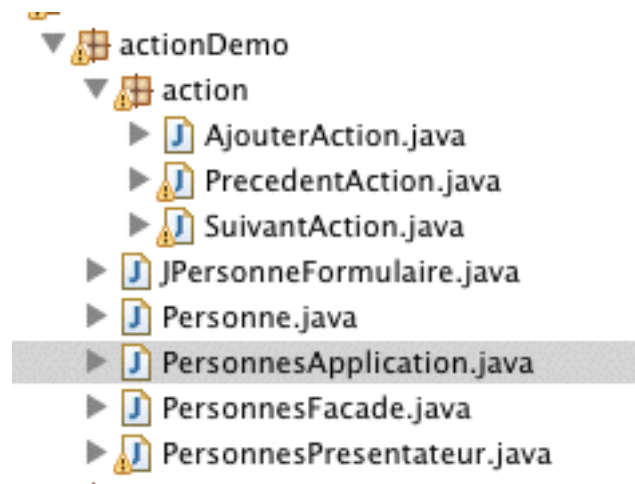 actionDemo
action
AjouterAction.java
PrecedentAction.java
SuivantAction.java
JPersonneFormulaire.java
Personne.java
PersonnesApplication.java
PersonnesFacade.java
PersonnesPresentateur.java